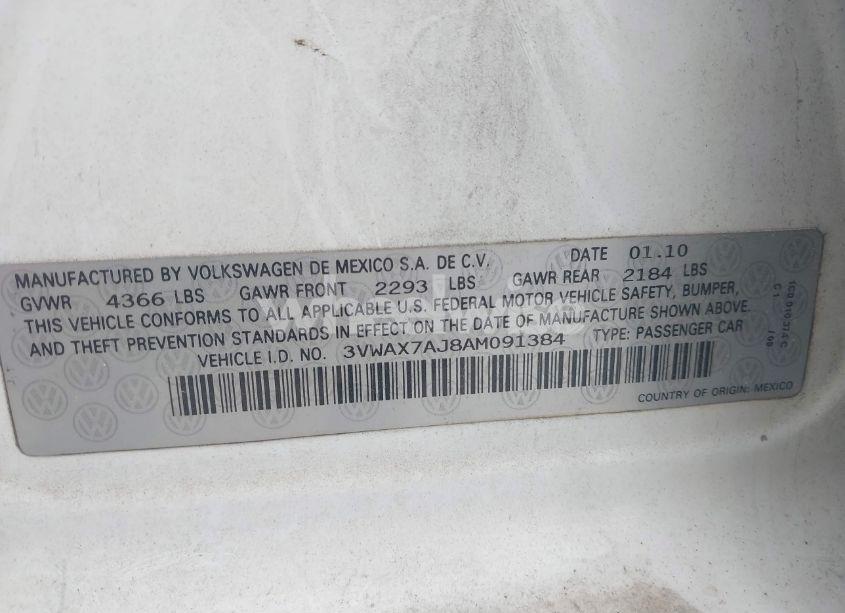 MANUFACTURED BY VOLKSWAGEN DE MEXICO S.A. DE C.V. DATE 01.10
GVWR 4366 LBS GAWR FRONT 2293 LBS GAWR REAR 2184 LBS
THIS VEHICLE CONFORMS TO ALL APPLICABLE U.S. FEDERAL MOTOR VEHICLE SAFETY, BUMPER,
AND THEFT PREVENTION STANDARDS IN EFFECT ON THE DATE OF MANUFACTURE SHOWN ABOVE.
VEHICLE I.D. NO. 3VWAX7AJ8AM091384 TYPE: PASSENGER CAR
COUNTRY OF ORIGIN: MEXICO